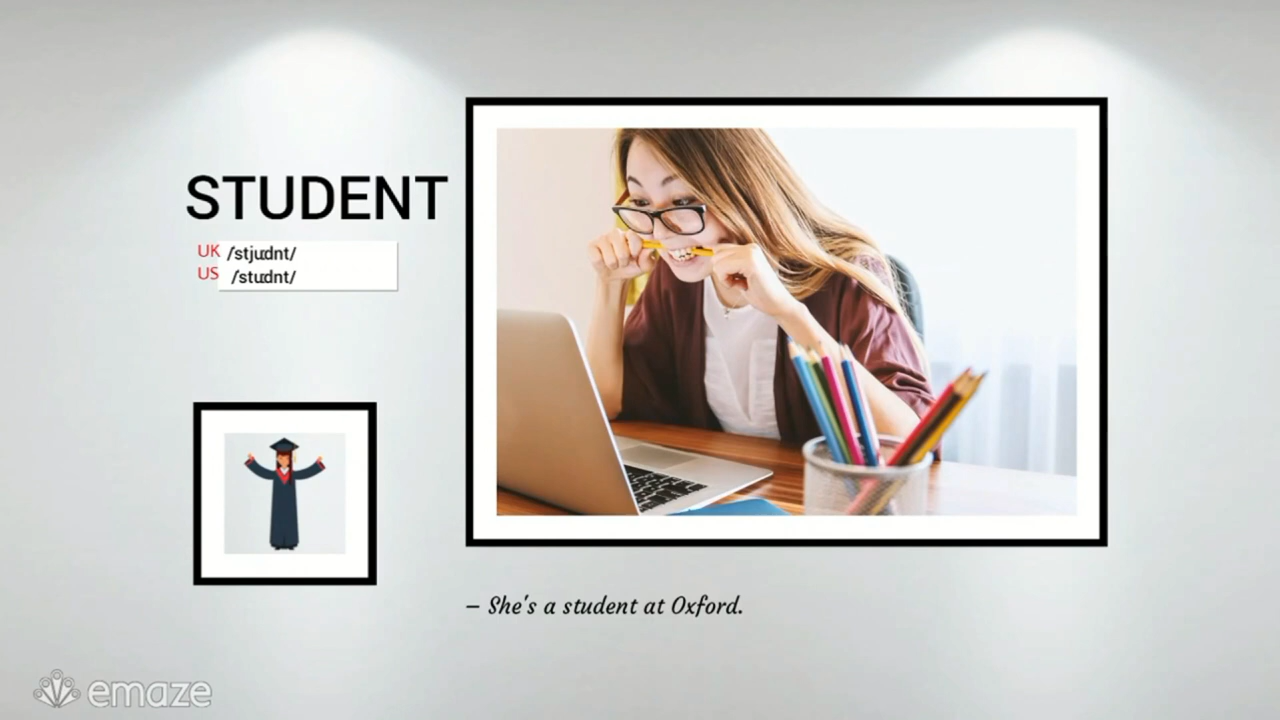 STUDENT
UK /stjuːdnt/
US /stuːdnt/
– She's a student at Oxford.
emaze